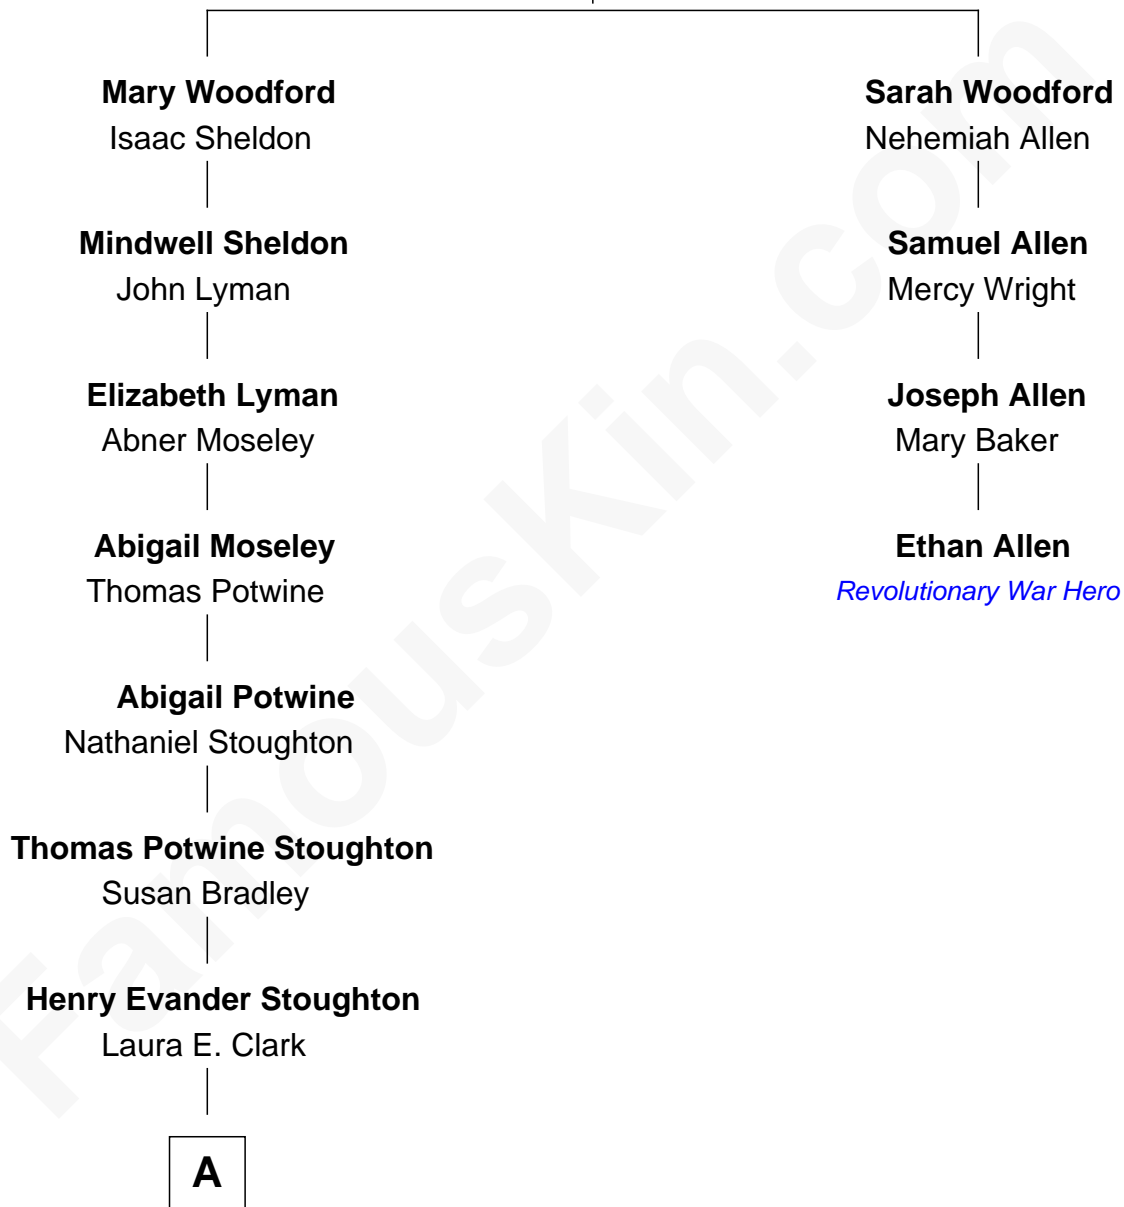 Mary Woodford
Isaac Sheldon
Mindwell Sheldon
John Lyman
Elizabeth Lyman
Abner Moseley
Abigail Moseley
Thomas Potwine
Abigail Potwine
Nathaniel Stoughton
Thomas Potwine Stoughton
Susan Bradley
Henry Evander Stoughton
Laura E. Clark
A
Sarah Woodford
Nehemiah Allen
Samuel Allen
Mercy Wright
Joseph Allen
Mary Baker
Ethan Allen
Revolutionary War Hero
FamousKin.com